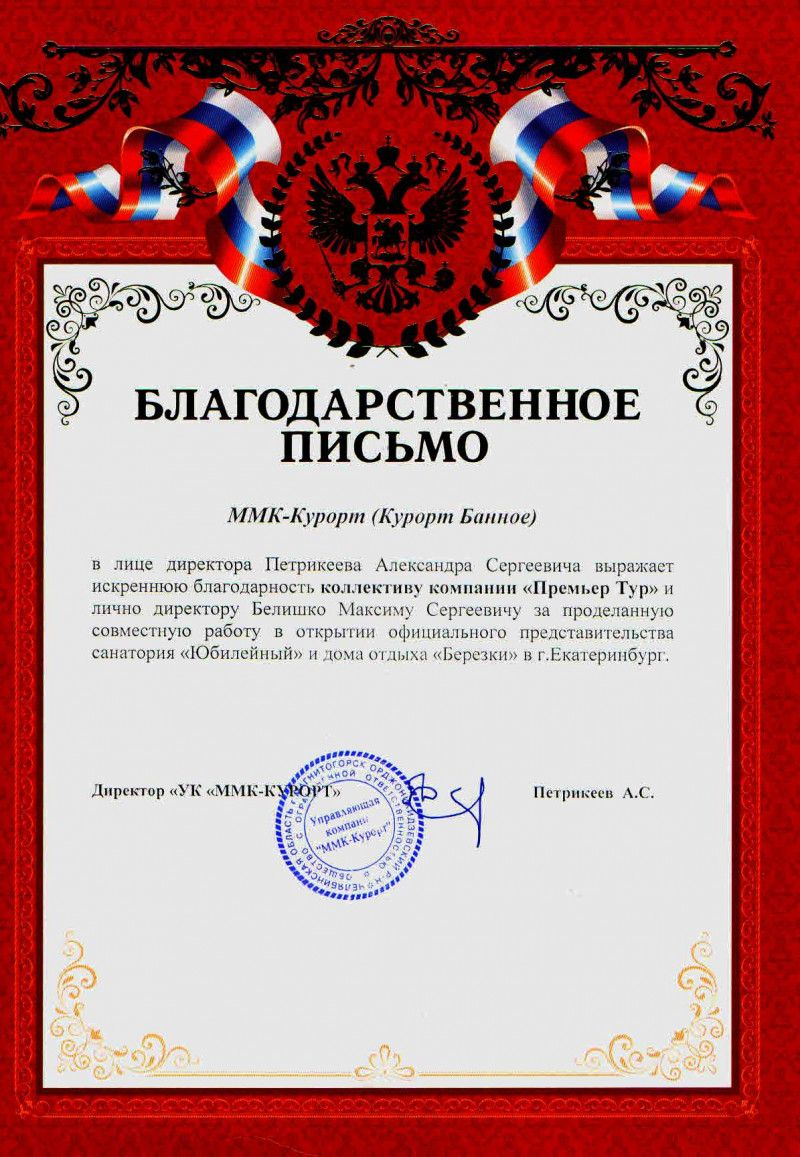 БЛАГОДАРСТВЕННОЕ
ПИСЬМО
ММК-Курорт (Курорт Банное)
в лице директора Петрикеева Александра Сергеевича выражает
искреннюю благодарность коллективу компании «Премьер Тур» и
лично директору Белишко Максиму Сергеевичу за проделанную
совместную работу в открытии официального представительства
санатория «Юбилейный» и дома отдыха «Березки» в г.Екатеринбург.
Директор «УК «ММК-КУРОРТ»
Петрикеев А.С.
ЧЕЛЯБИНСКАЯ ОБЛАСТЬ г. МАГНИТОГОРСК ОРДЖОНИКИДЗЕВСКИЙ Р-Н
ОБЩЕСТВО С ОГРАНИЧЕННОЙ ОТВЕТСТВЕННОСТЬЮ
Управляющая
компания
"ММК-Курорт"